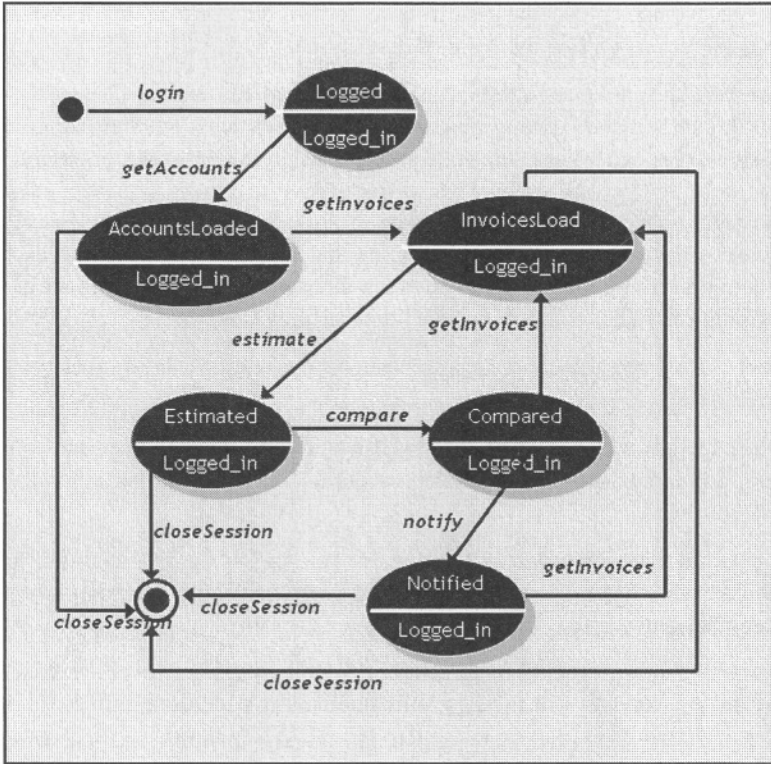 login
Logged
Logged_in
getAccounts
getInvoices
AccountsLoaded
Logged_in
InvoicesLoad
Logged_in
getInvoices
estimate
Estimated
Logged_in
compare
Compared
Logged_in
notify
closeSession
getInvoices
Notified
Logged_in
closeSession
closeSession
closeSession